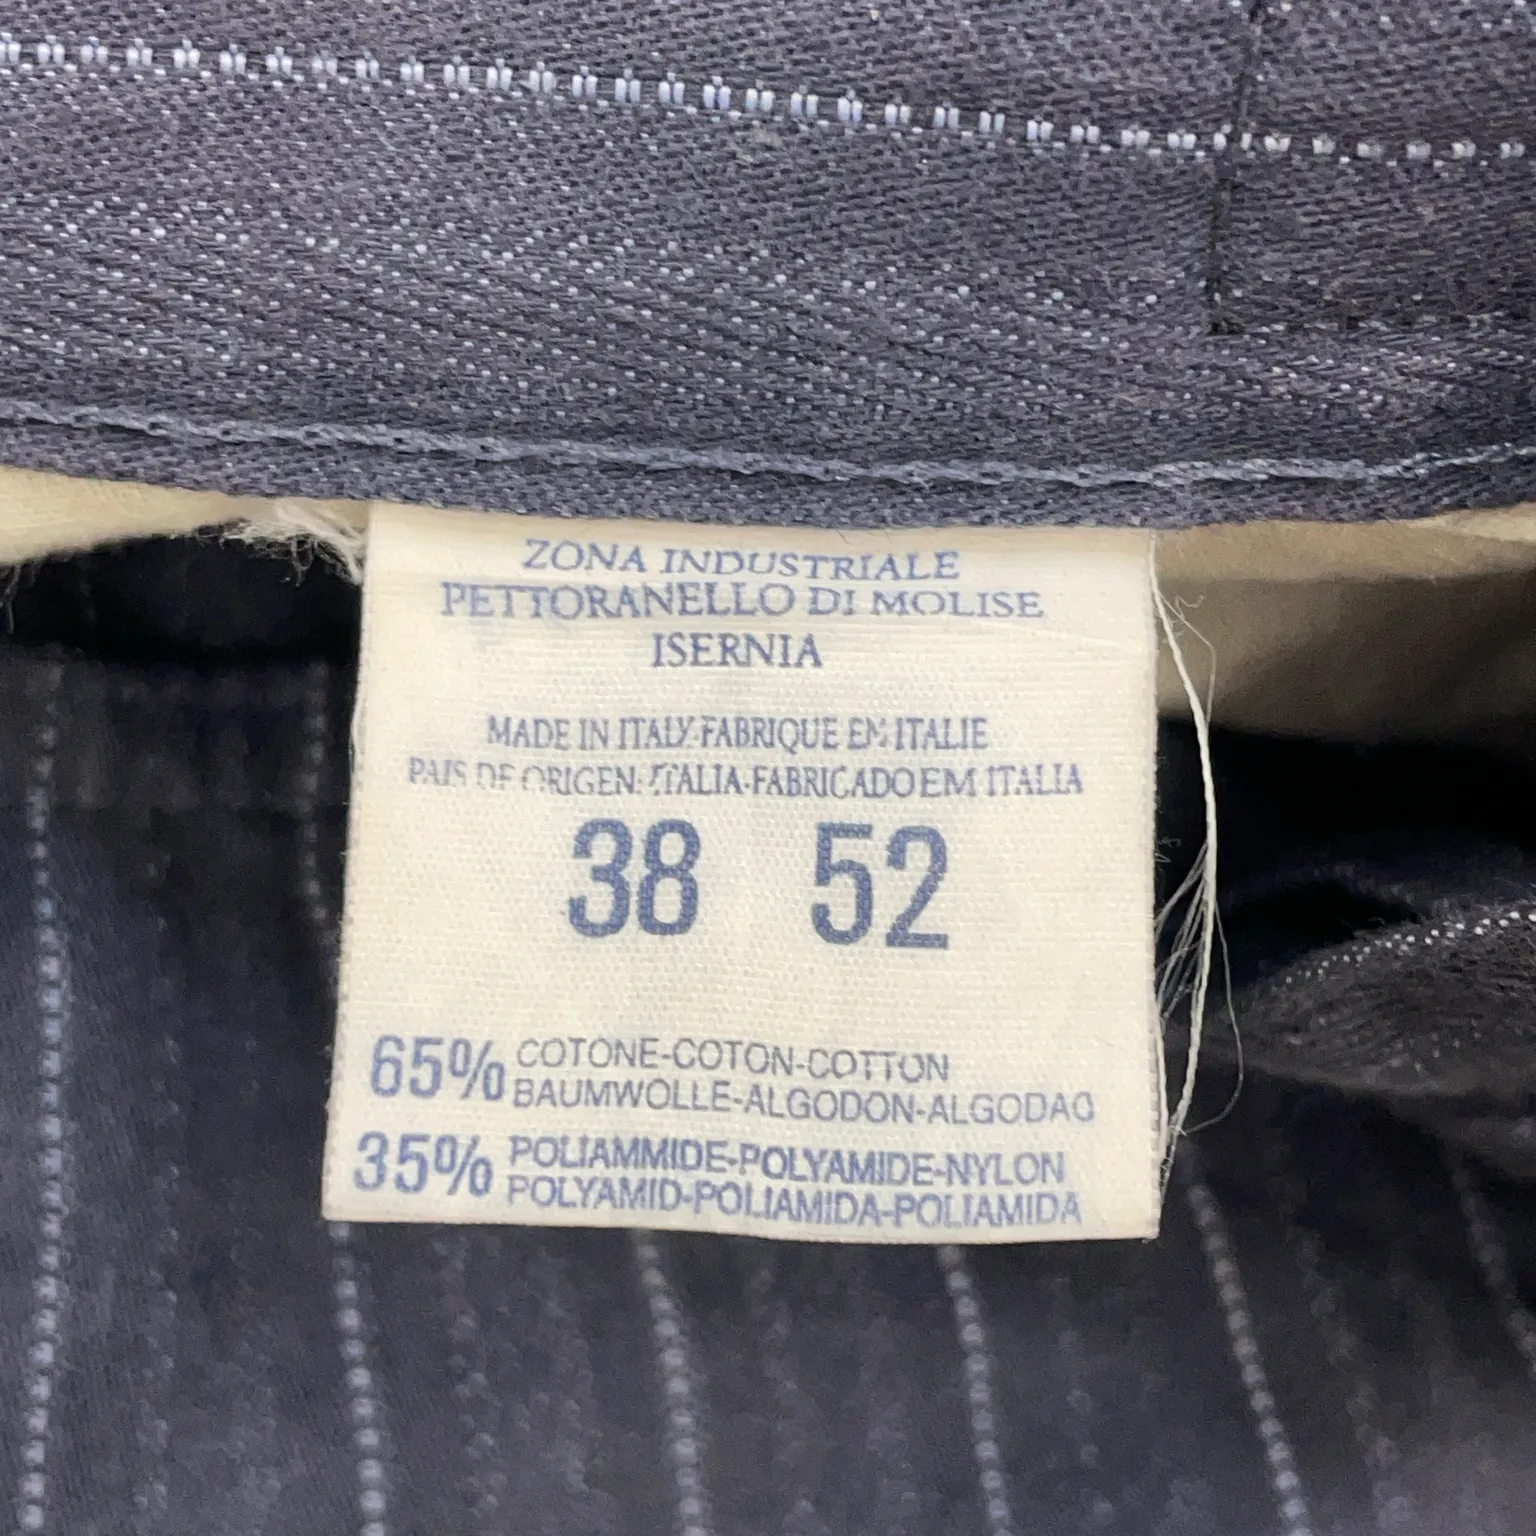 ZONA INDUSTRIALE
PETTORANELLO DI MOLISE
ISERNIA
MADE IN ITALY-FABRIQUE EN ITALIE
PAIS DE ORIGEN: ITALIA-FABRICADO EM ITALIA
38 52
65% COTONE-COTON-COTTON
BAUMWOLLE-ALGODON-ALGODAO
35% POLIAMMIDE-POLYAMIDE-NYLON
POLYAMID-POLIAMIDA-POLIAMIDA